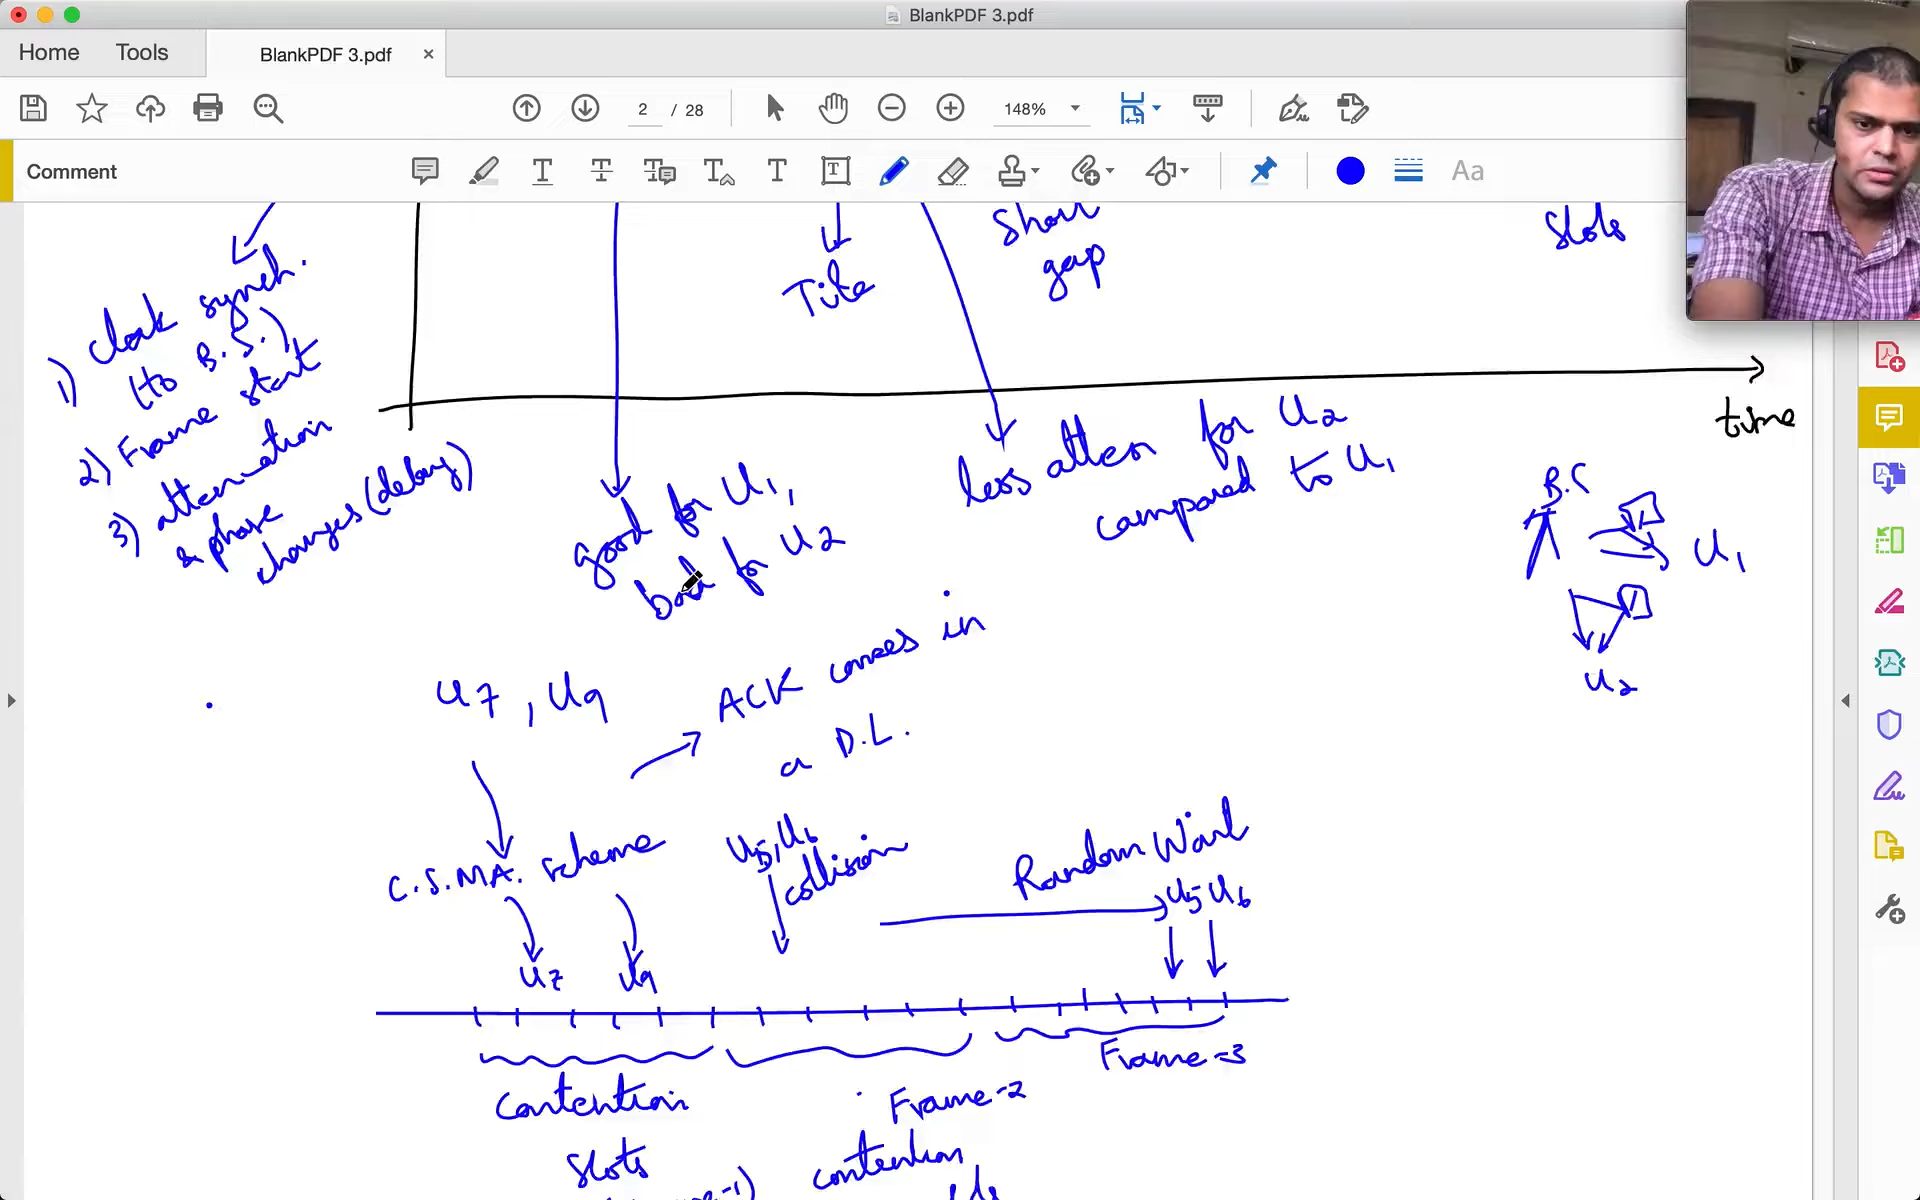 BlankPDF 3.pdf
Home Tools BlankPDF 3.pdf ×
2 / 28 148%
Comment Aa
short
gap
Slots
Tile
1) clock synch.
(to B.S.)
2) Frame start
3) attenuation
& phase
changes (delay)
time
good for U1,
bad for U2
less atten for U2
compared to U1
B.S
U1
U2
U7, U9
ACK comes in
a D.L.
C.S.M.A. scheme
U5, U6
collision
Random Wait
U5 U6
U7 U9
Contention
Slots
Frame-2
contention
Frame-3